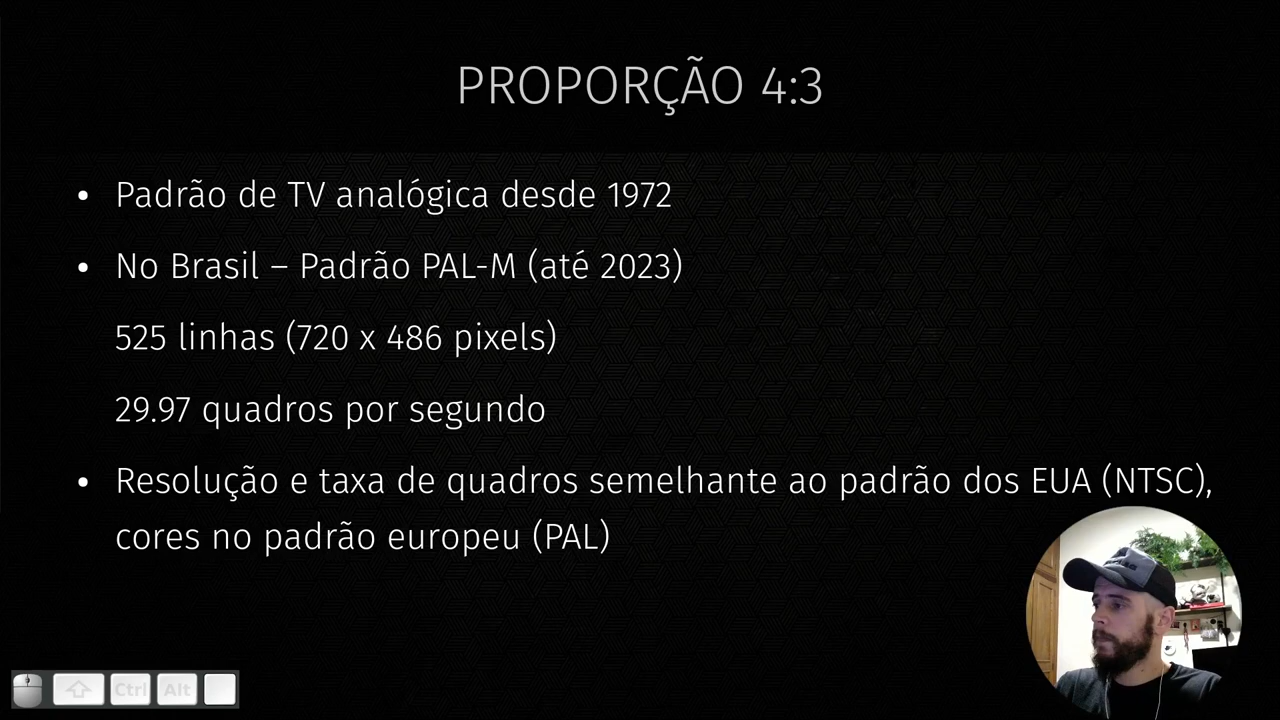 PROPORÇÃO 4:3
• Padrão de TV analógica desde 1972
• No Brasil – Padrão PAL-M (até 2023)
525 linhas (720 x 486 pixels)
29.97 quadros por segundo
• Resolução e taxa de quadros semelhante ao padrão dos EUA (NTSC),
cores no padrão europeu (PAL)
Ctrl Alt